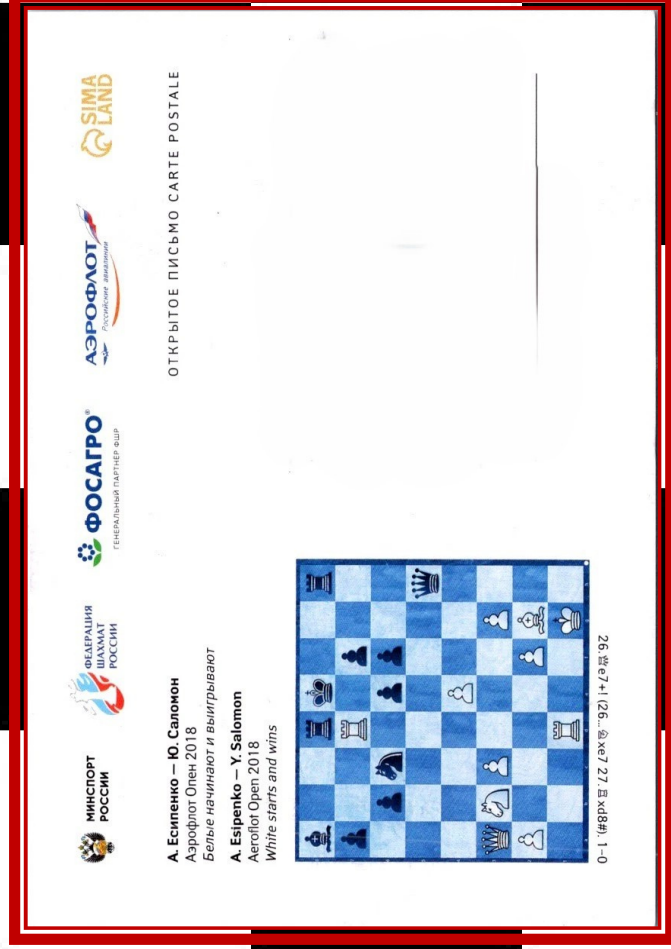 МИНСПОРТ
РОССИИ
ФЕДЕРАЦИЯ
ШАХМАТ
РОССИИ
ФОСАГРО®
ГЕНЕРАЛЬНЫЙ ПАРТНЕР ФШР
АЭРОФЛОТ
Российские авиалинии
SIMA
LAND
ОТКРЫТОЕ ПИСЬМО CARTE POSTALE
А. Есипенко — Ю. Саломон
Аэрофлот Опен 2018
Белые начинают и выигрывают
A. Esipenko — Y. Salomon
Aeroflot Open 2018
White starts and wins
26.♕e7+! (26... ♘xe7 27.♖xd8#). 1–0